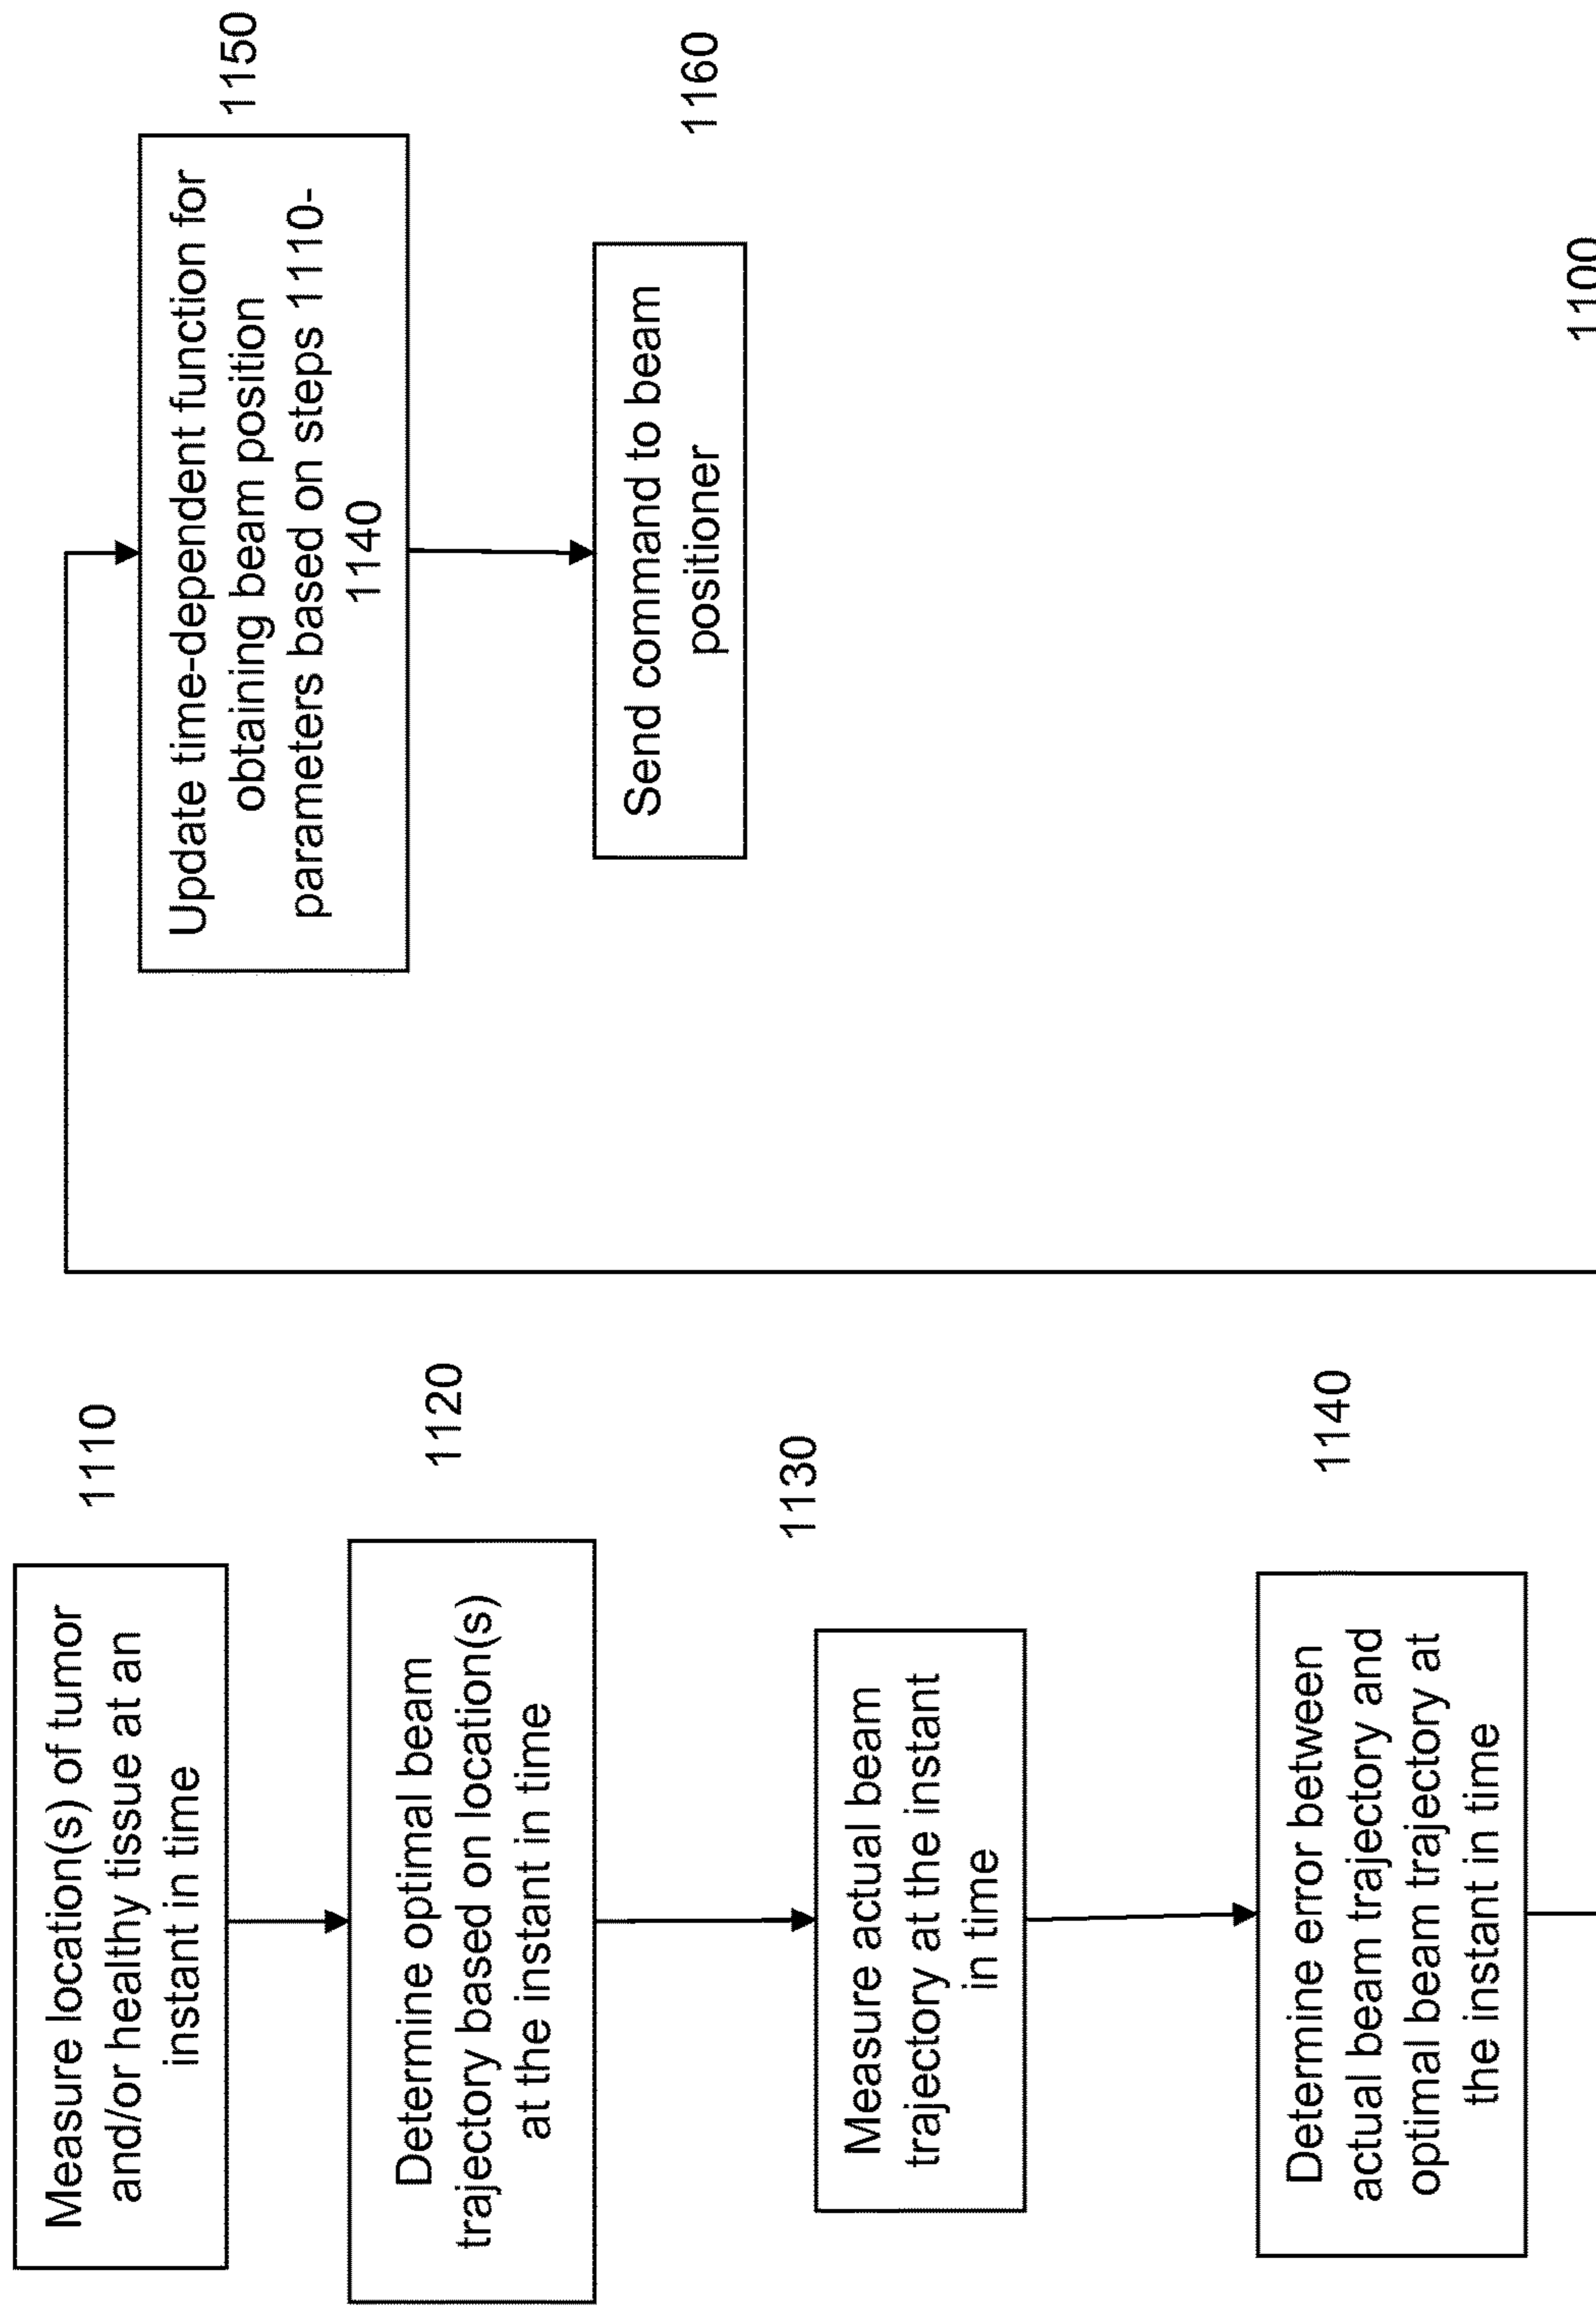 Measure location(s) of tumor
and/or healthy tissue at an
instant in time
1110
Determine optimal beam
trajectory based on location(s)
at the instant in time
1120
Measure actual beam
trajectory at the instant
in time
1130
Determine error between
actual beam trajectory and
optimal beam trajectory at
the instant in time
1140
Update time-dependent function for
obtaining beam position
parameters based on steps 1110-
1140
1150
Send command to beam
positioner
1160
1100